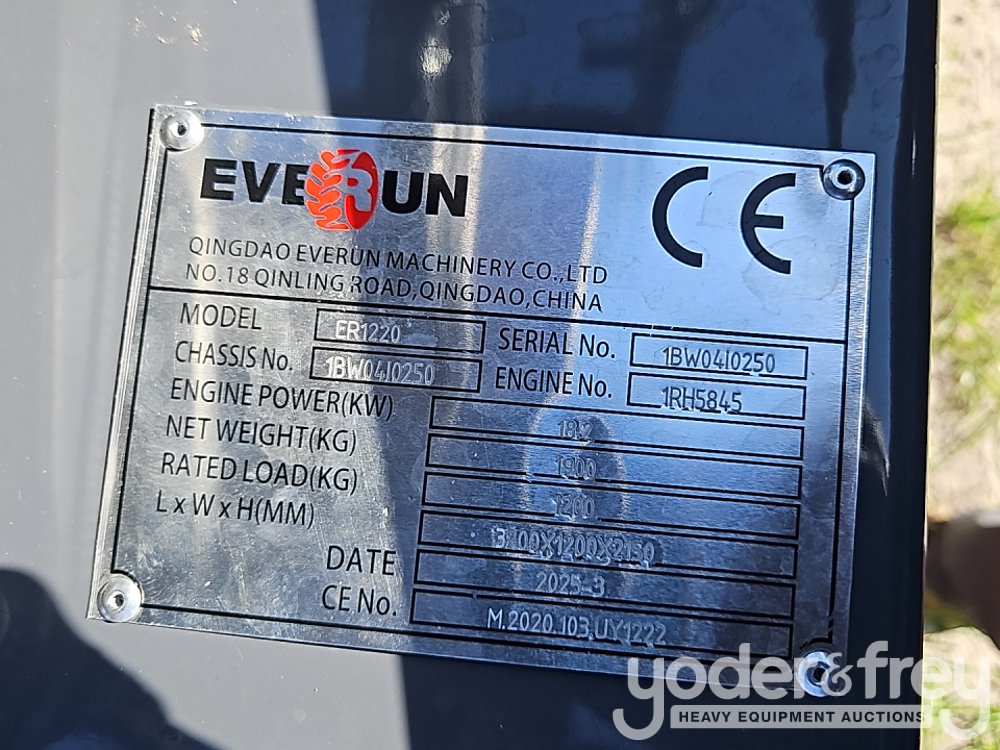 EVERUN CE
QINGDAO EVERUN MACHINERY CO.,LTD
NO.18 QINLING ROAD,QINGDAO,CHINA
MODEL ER1220 SERIAL No. 1BW04I0250
CHASSIS No. 1BW04I0250 ENGINE No. 1RH5845
ENGINE POWER(KW) 18.2
NET WEIGHT(KG) 1900
RATED LOAD(KG) 1200
L x W x H(MM)
DATE 2025-3
CE No. M.2020.103.UY1222
yoder&frey
HEAVY EQUIPMENT AUCTIONS